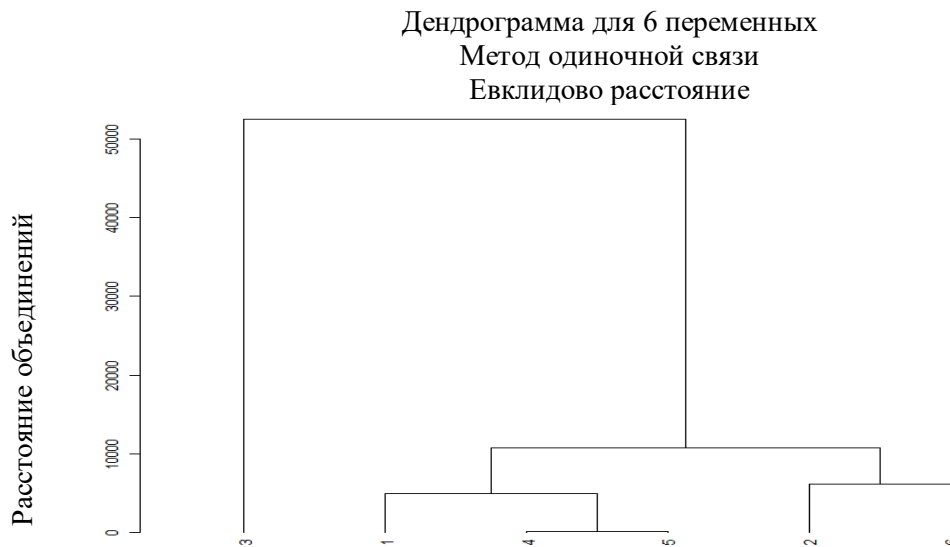 Дендрограмма для 6 переменных
Метод одиночной связи
Евклидово расстояние
Расстояние объединений
50000
40000
30000
20000
10000
0
3
1
4
5
2